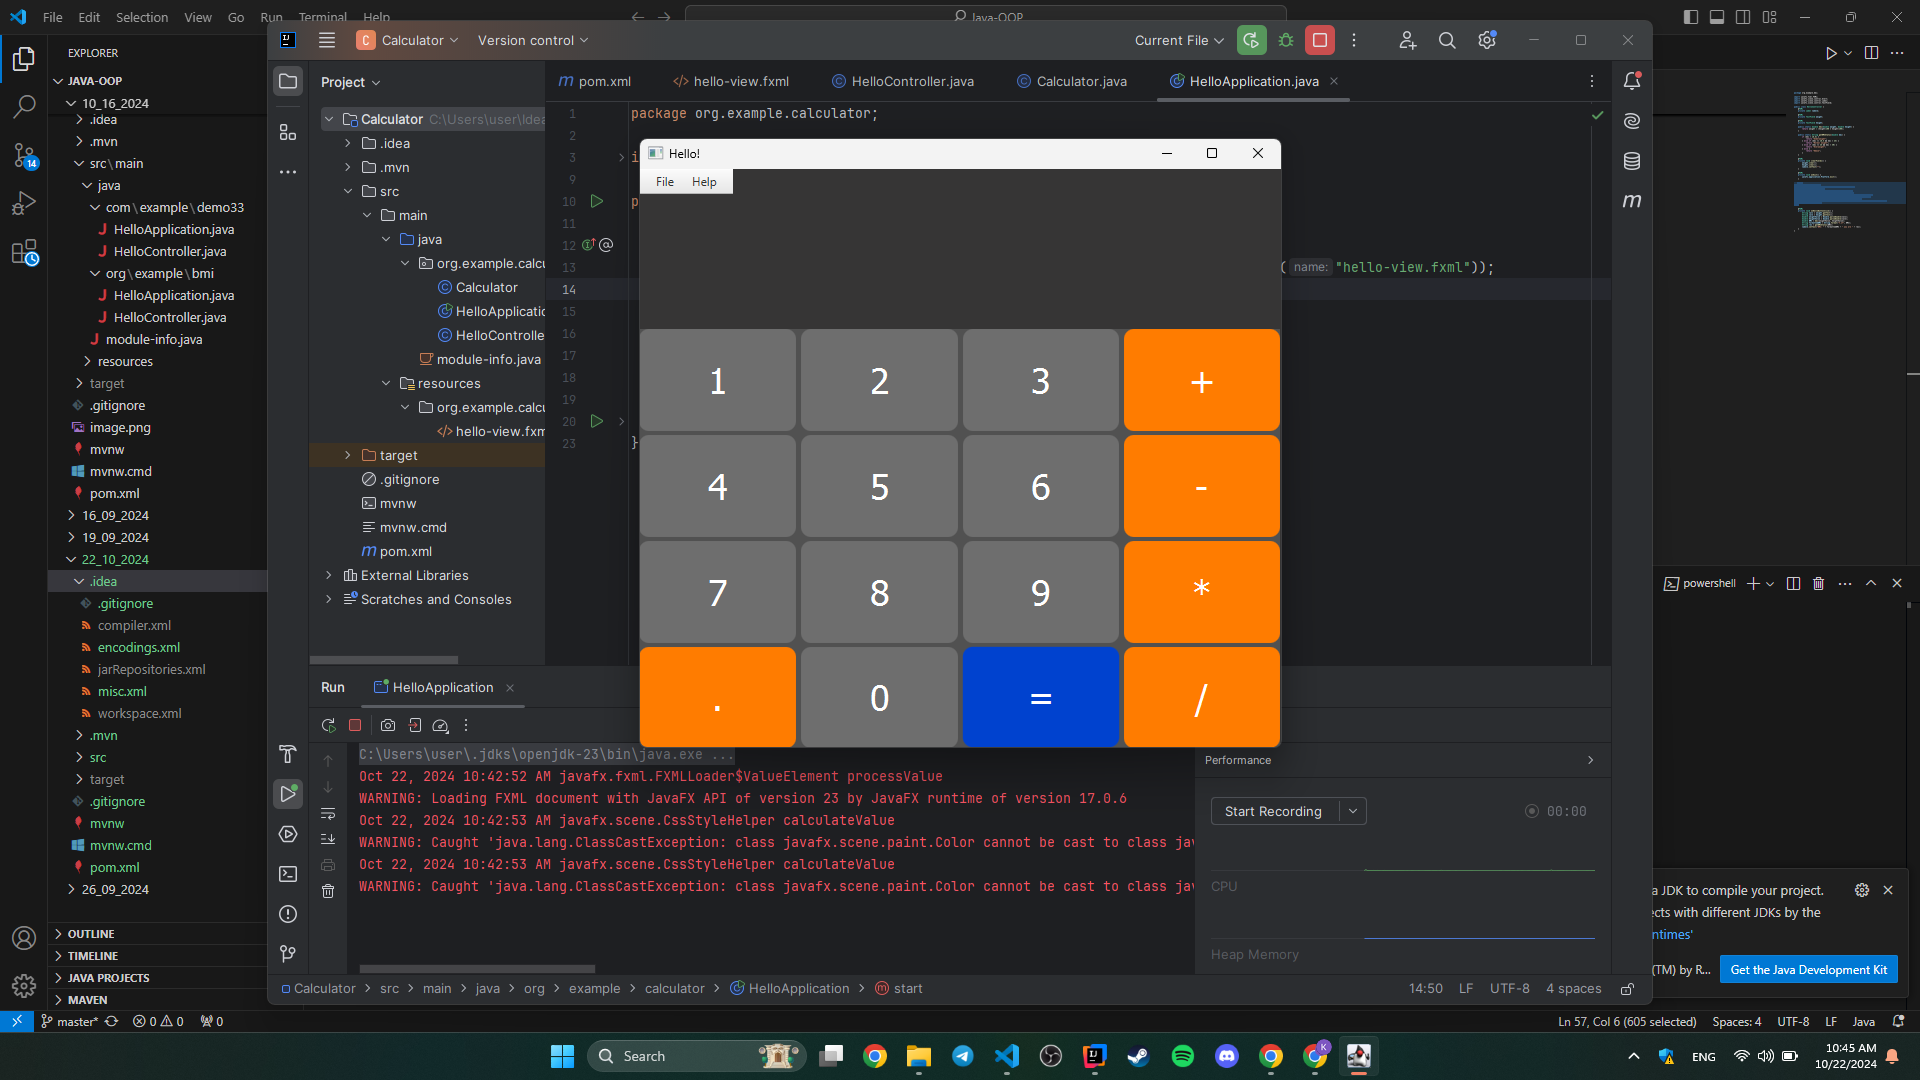 File Edit Selection View Go Run Terminal Help
Java-OOP
EXPLORER
JAVA-OOP
10_16_2024
.idea
.mvn
src\main
java
com\example\demo33
HelloApplication.java
HelloController.java
org\example\bmi
HelloApplication.java
HelloController.java
module-info.java
resources
target
.gitignore
image.png
mvnw
mvnw.cmd
pom.xml
16_09_2024
19_09_2024
22_10_2024
.idea
.gitignore
compiler.xml
encodings.xml
jarRepositories.xml
misc.xml
workspace.xml
.mvn
src
target
.gitignore
mvnw
mvnw.cmd
pom.xml
26_09_2024
OUTLINE
TIMELINE
JAVA PROJECTS
MAVEN
14
master* 0 0 0
C Calculator Version control
Current File
Project
Calculator C:\Users\user\Idea
.idea
.mvn
src
main
java
org.example.calcu
Calculator
HelloApplicatic
HelloControlle
module-info.java
resources
org.example.calcu
hello-view.fxm
target
.gitignore
mvnw
mvnw.cmd
pom.xml
External Libraries
Scratches and Consoles
pom.xml hello-view.fxml HelloController.java Calculator.java HelloApplication.java
1 package org.example.calculator;
2
3 i
9
10 p
11
12
13 ( name: "hello-view.fxml"));
14
15
16
17
18
19
20
23 }
Hello!
File Help
1 2 3 +
4 5 6 -
7 8 9 *
. 0 = /
Run HelloApplication
C:\Users\user\.jdks\openjdk-23\bin\java.exe ...
Oct 22, 2024 10:42:52 AM javafx.fxml.FXMLLoader$ValueElement processValue
WARNING: Loading FXML document with JavaFX API of version 23 by JavaFX runtime of version 17.0.6
Oct 22, 2024 10:42:53 AM javafx.scene.CssStyleHelper calculateValue
WARNING: Caught 'java.lang.ClassCastException: class javafx.scene.paint.Color cannot be cast to class jav
Oct 22, 2024 10:42:53 AM javafx.scene.CssStyleHelper calculateValue
WARNING: Caught 'java.lang.ClassCastException: class javafx.scene.paint.Color cannot be cast to class jav
Performance
Start Recording 00:00
CPU
Heap Memory
Calculator src main java org example calculator HelloApplication start
14:50 LF UTF-8 4 spaces
powershell
a JDK to compile your project.
ects with different JDKs by the
ntimes'
(TM) by R... Get the Java Development Kit
Ln 57, Col 6 (605 selected) Spaces: 4 UTF-8 LF Java
Search
K
ENG
10:45 AM
10/22/2024